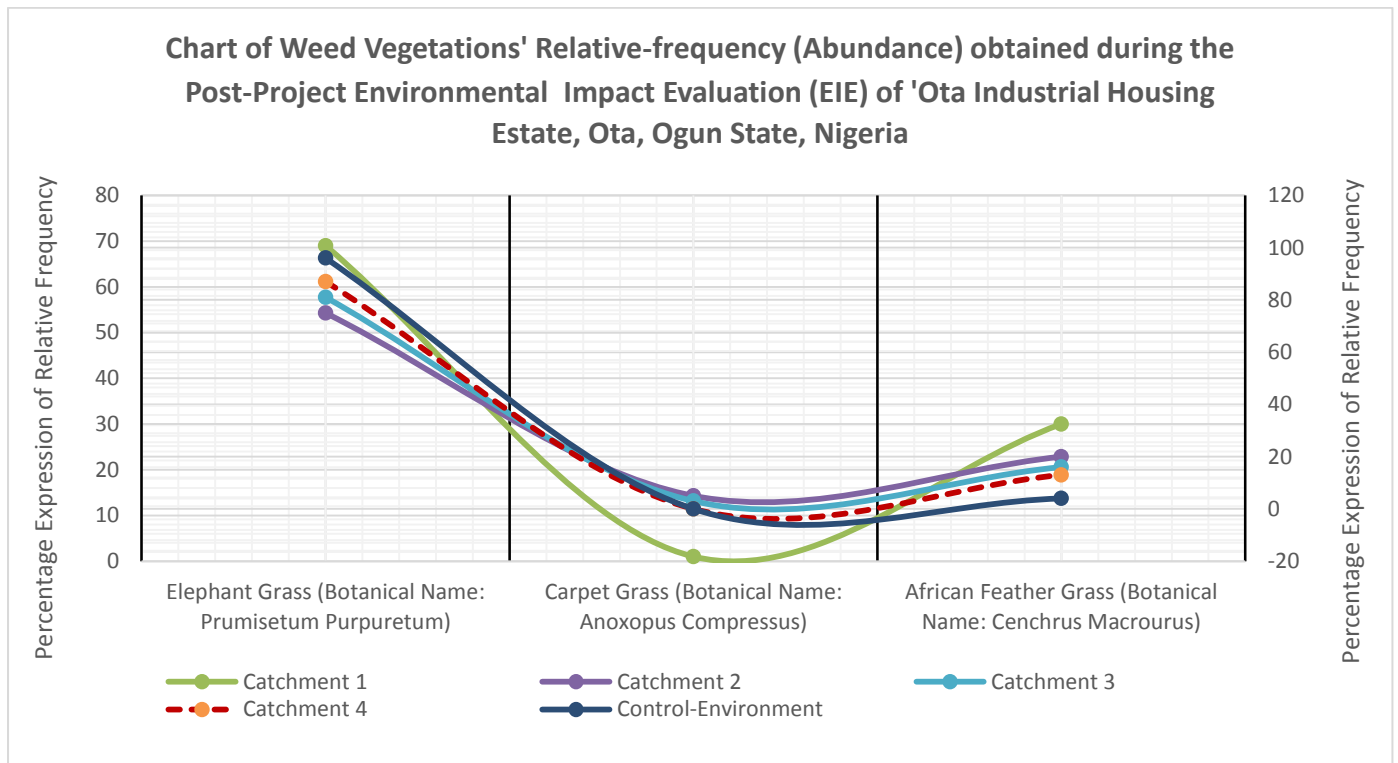 Chart of Weed Vegetations' Relative-frequency (Abundance) obtained during the
Post-Project Environmental  Impact Evaluation (EIE) of 'Ota Industrial Housing
Estate, Ota, Ogun State, Nigeria
Percentage Expression of Relative Frequency
80
70
60
50
40
30
20
10
0
120
100
80
60
40
20
0
-20
Percentage Expression of Relative Frequency
Elephant Grass (Botanical Name:
Prumisetum Purpuretum)
Carpet Grass (Botanical Name:
Anoxopus Compressus)
African Feather Grass (Botanical
Name: Cenchrus Macrourus)
Catchment 1
Catchment 2
Catchment 3
Catchment 4
Control-Environment